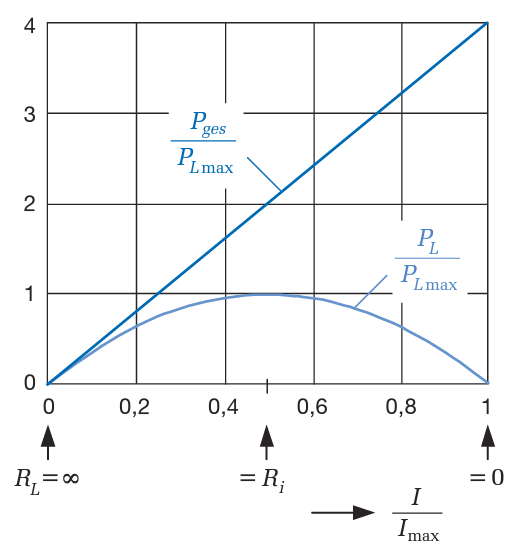 4
3
2
1
0
P_ges
P_Lmax
P_L
P_Lmax
0 0,2 0,4 0,6 0,8 1
R_L=∞ =R_i =0
I
I_max